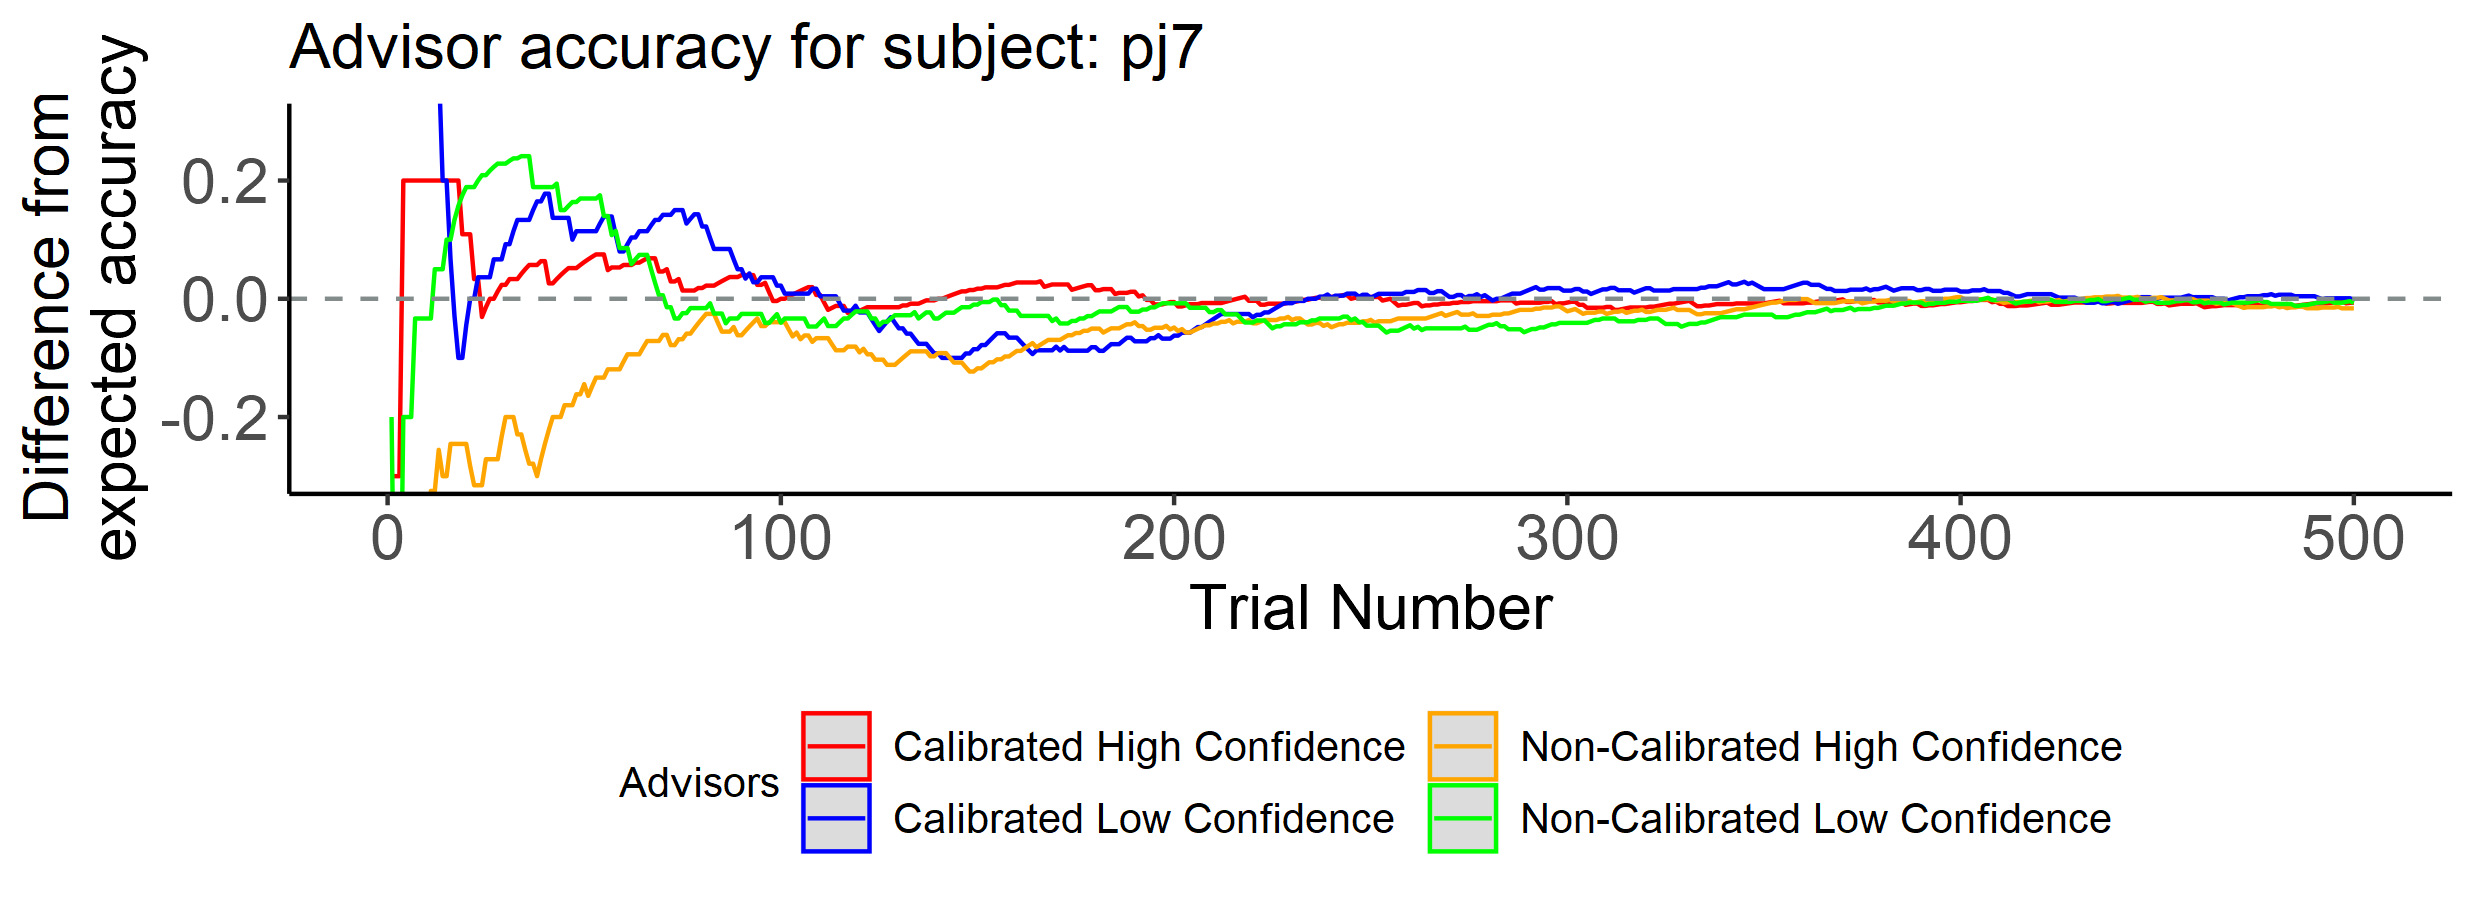 Advisor accuracy for subject: pj7
Difference from
expected accuracy
0.2
0.0
-0.2
0 100 200 300 400 500
Trial Number
Advisors
Calibrated High Confidence
Non-Calibrated High Confidence
Calibrated Low Confidence
Non-Calibrated Low Confidence